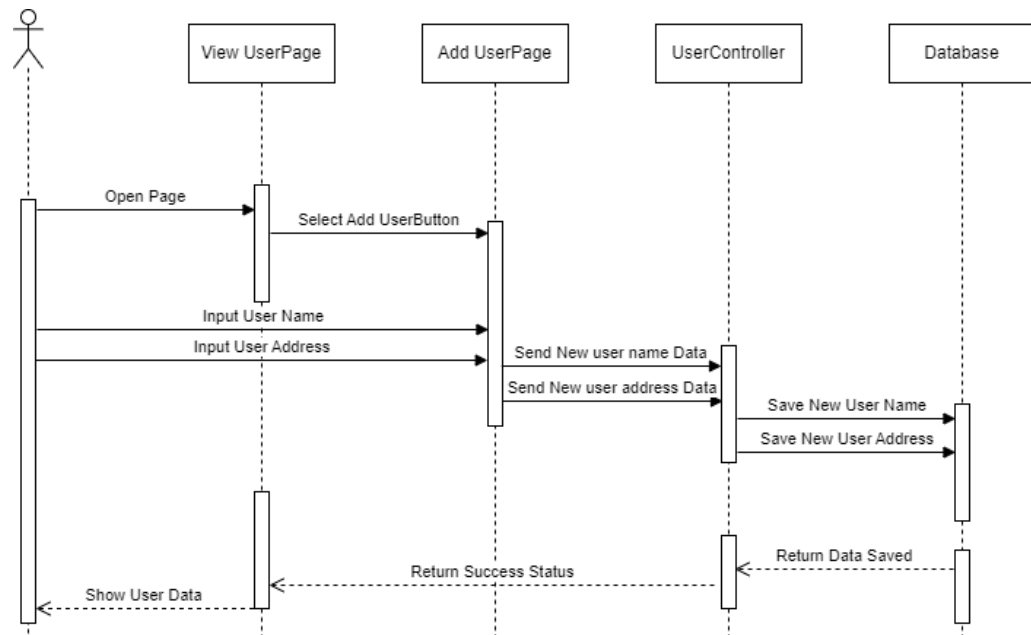 View UserPage
Add UserPage
UserController
Database
Open Page
Select Add UserButton
Input User Name
Input User Address
Send New user name Data
Send New user address Data
Save New User Name
Save New User Address
Return Data Saved
Return Success Status
Show User Data